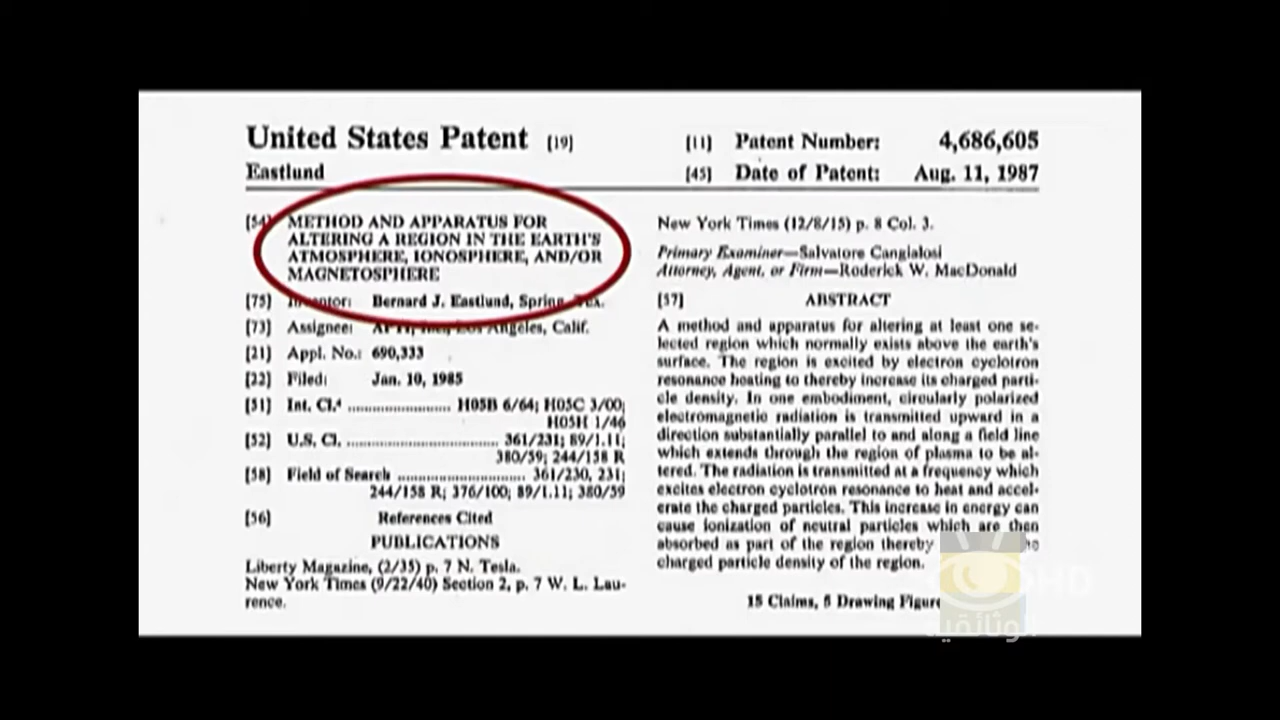 United States Patent [19]
Eastlund
[11] Patent Number: 4,686,605
[45] Date of Patent: Aug. 11, 1987
[54] METHOD AND APPARATUS FOR
ALTERING A REGION IN THE EARTH'S
ATMOSPHERE, IONOSPHERE, AND/OR
MAGNETOSPHERE
[75] Inventor: Bernard J. Eastlund, Spring, Tex.
[73] Assignee: APTI, Inc., Los Angeles, Calif.
[21] Appl. No.: 690,333
[22] Filed: Jan. 10, 1985
[51] Int. Cl.⁴ .......................... H05B 6/64; H05C 3/00;
H05H 1/46
[52] U.S. Cl. .................................... 361/231; 89/1.11;
380/59; 244/158 R
[58] Field of Search .............................. 361/230, 231;
244/158 R; 376/100; 89/1.11; 380/59
[56] References Cited
PUBLICATIONS
Liberty Magazine, (2/35) p. 7 N. Tesla.
New York Times (9/22/40) Section 2, p. 7 W. L. Lau-
rence.
New York Times (12/8/15) p. 8 Col. 3.
Primary Examiner—Salvatore Cangialosi
Attorney, Agent, or Firm—Roderick W. MacDonald
[57] ABSTRACT
A method and apparatus for altering at least one se-
lected region which normally exists above the earth's
surface. The region is excited by electron cyclotron
resonance heating to thereby increase its charged parti-
cle density. In one embodiment, circularly polarized
electromagnetic radiation is transmitted upward in a
direction substantially parallel to and along a field line
which extends through the region of plasma to be al-
tered. The radiation is transmitted at a frequency which
excites electron cyclotron resonance to heat and accel-
erate the charged particles. This increase in energy can
cause ionization of neutral particles which are then
absorbed as part of the region thereby
charged particle density of the region.
15 Claims, 5 Drawing Figure
HD
الوثائقية